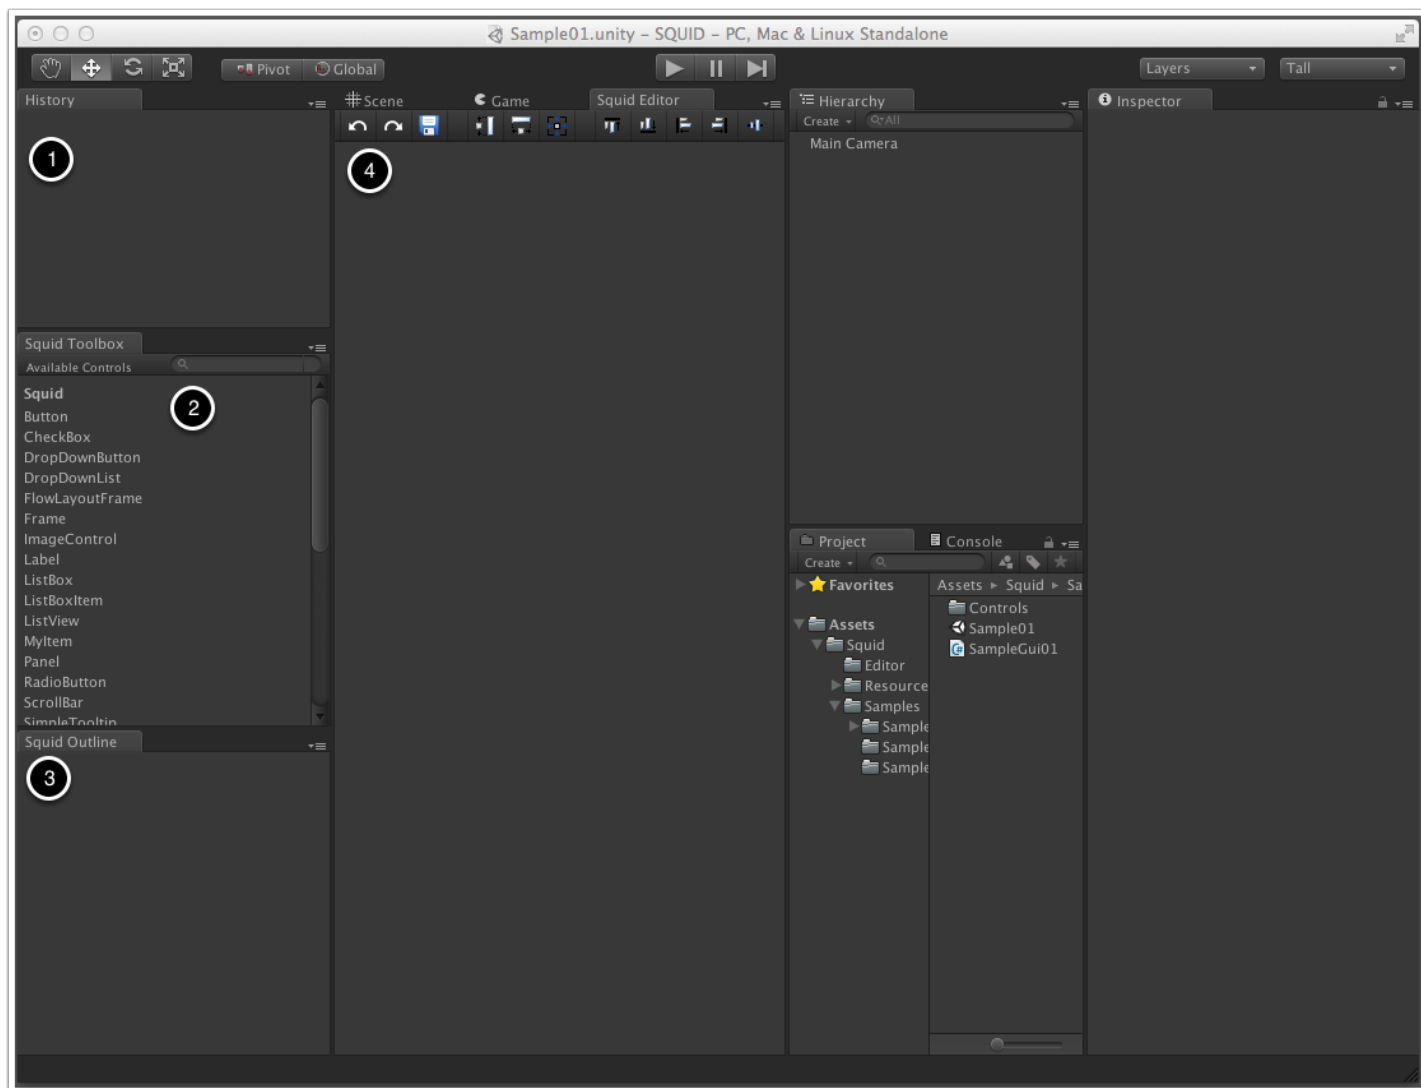 Sample01.unity – SQUID – PC, Mac & Linux Standalone
Pivot Global Layers Tall
History
1
Squid Toolbox
Available Controls
Squid
2
Button
CheckBox
DropDownButton
DropDownList
FlowLayoutFrame
Frame
ImageControl
Label
ListBox
ListBoxItem
ListView
MyItem
Panel
RadioButton
ScrollBar
SimpleTooltip
Squid Outline
3
Scene Game Squid Editor
4
Hierarchy
Create All
Main Camera
Project Console
Create
Favorites
Assets
Squid
Editor
Resource
Samples
Sample
Sample
Sample
Assets Squid Sa
Controls
Sample01
SampleGui01
Inspector